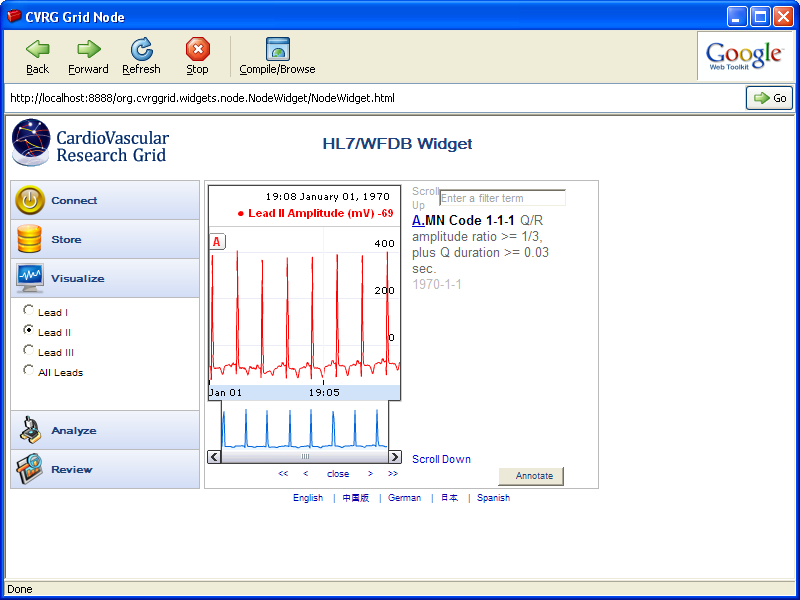 CVRG Grid Node
Back Forward Refresh Stop Compile/Browse
Google
Web Toolkit
http://localhost:8888/org.cvrggrid.widgets.node.NodeWidget/NodeWidget.html
Go
CardioVascular
Research Grid
HL7/WFDB Widget
Connect
Store
Visualize
Lead I
Lead II
Lead III
All Leads
Analyze
Review
19:08 January 01, 1970
Lead II Amplitude (mV) -69
A
400
200
0
Jan 01 19:05
<< < close > >>
Scroll
Up
Enter a filter term
A.MN Code 1-1-1 Q/R
amplitude ratio >= 1/3,
plus Q duration >= 0.03
sec.
1970-1-1
Scroll Down
Annotate
English | 中国版 | German | 日本 | Spanish
Done